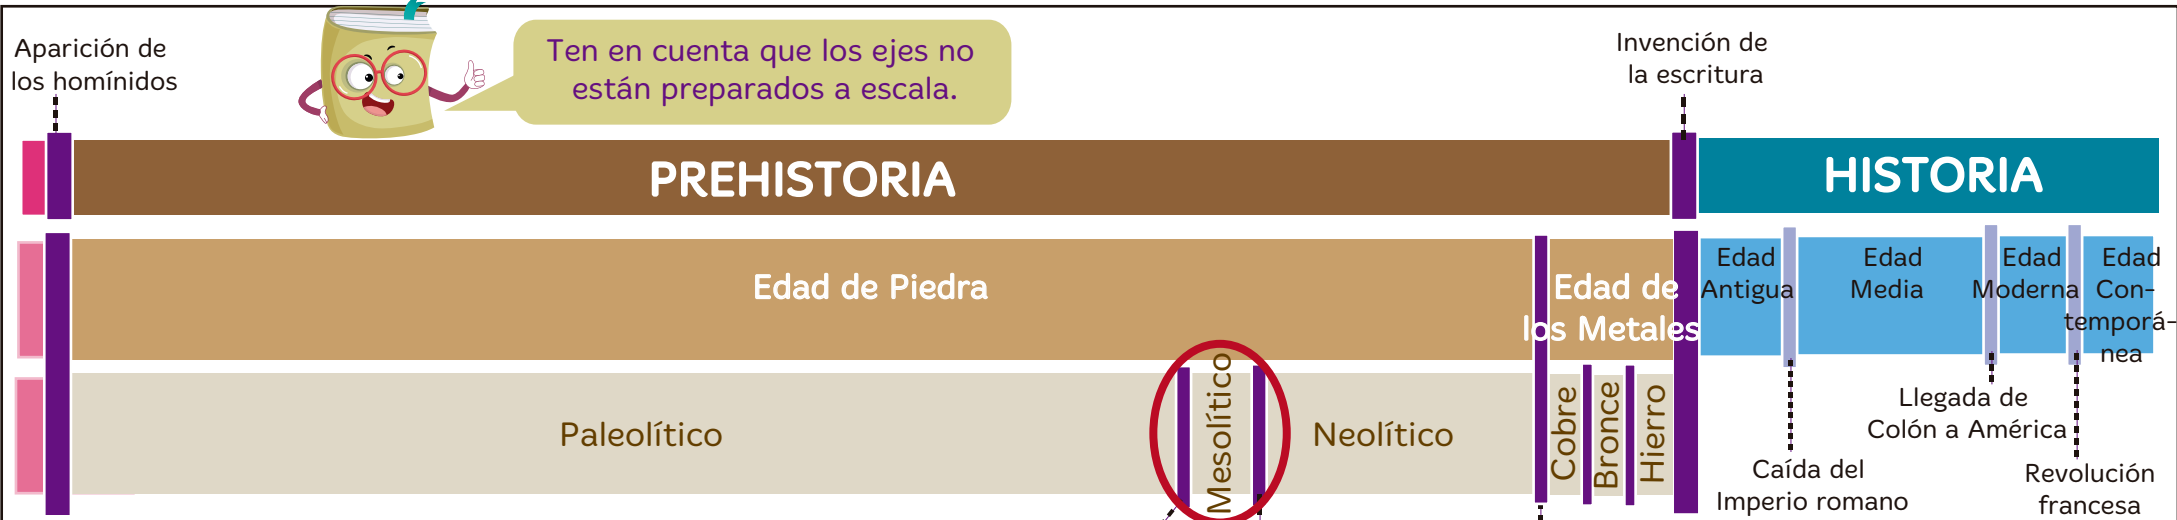 Aparición de
los homínidos
Ten en cuenta que los ejes no
están preparados a escala.
Invención de
la escritura
PREHISTORIA
HISTORIA
Edad de Piedra
Edad de
los Metales
Edad
Antigua
Edad
Media
Edad
Moderna
Edad
Con-
temporá-
nea
Paleolítico
Mesolítico
Neolítico
Cobre
Bronce
Hierro
Caída del
Imperio romano
Llegada de
Colón a América
Revolución
francesa